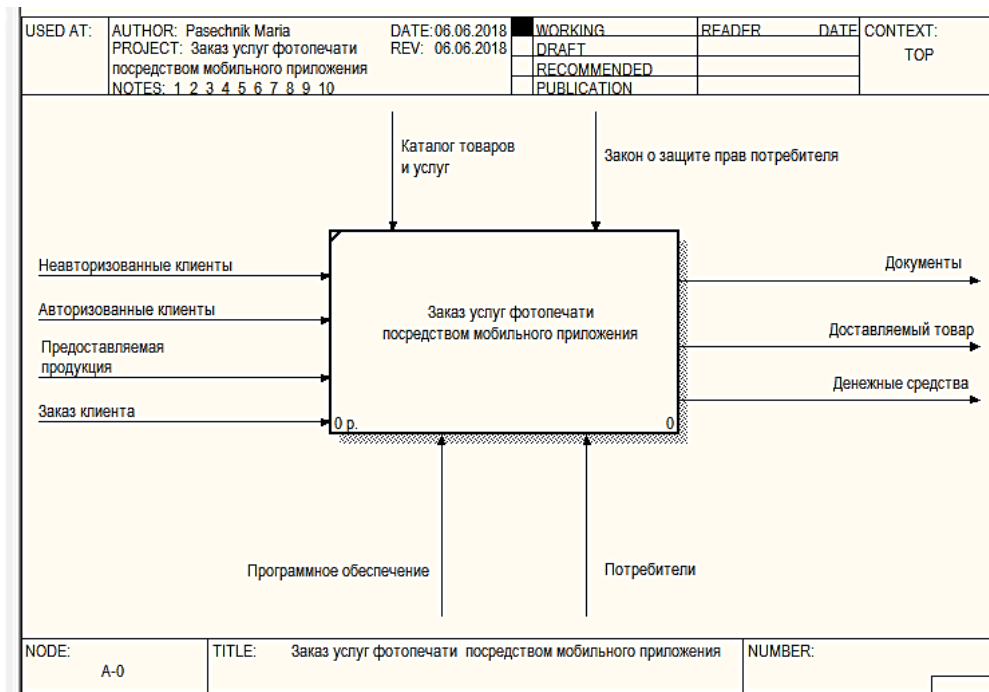 USED AT:
AUTHOR: Pasechnik Maria
DATE: 06.06.2018
PROJECT: Заказ услуг фотопечати
REV: 06.06.2018
посредством мобильного приложения
NOTES: 1 2 3 4 5 6 7 8 9 10
WORKING
DRAFT
RECOMMENDED
PUBLICATION
READER DATE
CONTEXT:
TOP
Каталог товаров
и услуг
Закон о защите прав потребителя
Неавторизованные клиенты
Авторизованные клиенты
Предоставляемая
продукция
Заказ клиента
Заказ услуг фотопечати
посредством мобильного приложения
0 р.
0
Документы
Доставляемый товар
Денежные средства
Программное обеспечение
Потребители
NODE:
A-0
TITLE: Заказ услуг фотопечати посредством мобильного приложения
NUMBER: